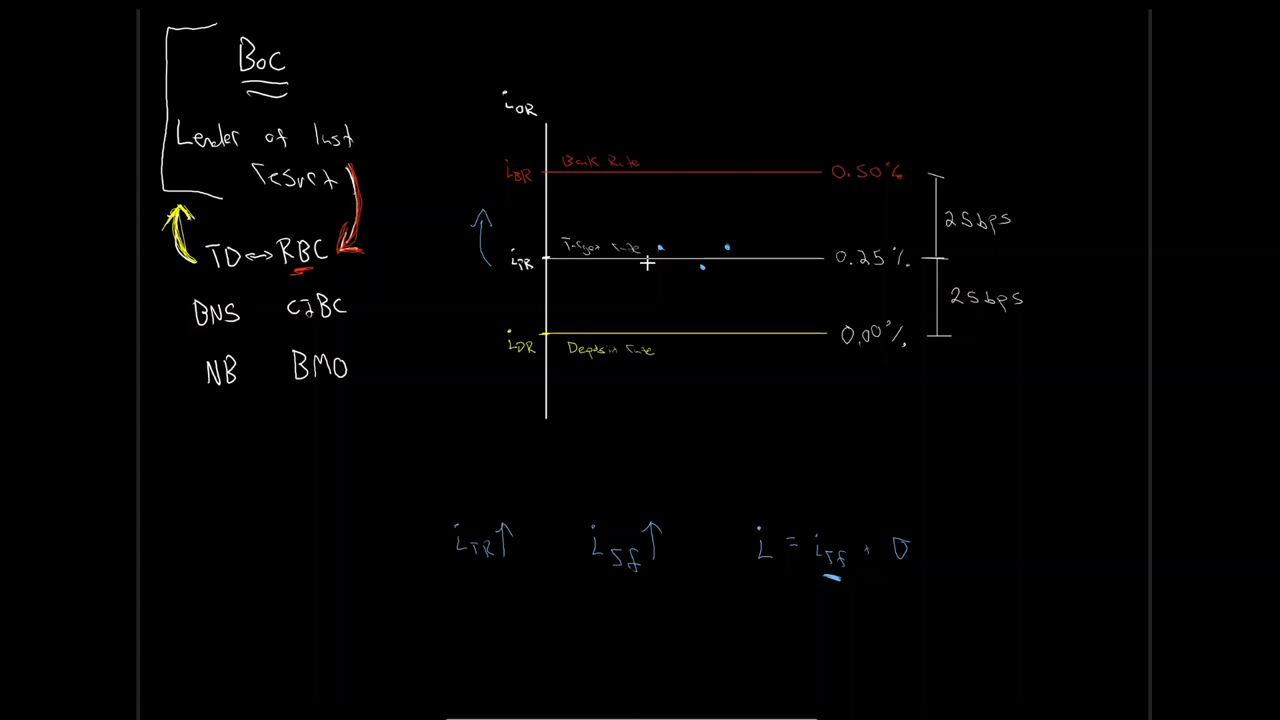 BoC
Lender of last
resort
TD ↔ RBC
BNS CIBC
NB BMO
i_OR
i_BR Bank Rate 0.50%
25bps
i_TR Target Rate 0.25%
25bps
i_DR Deposit rate 0.00%
i_TR ↑ i_sf ↑ i = i_sf + σ